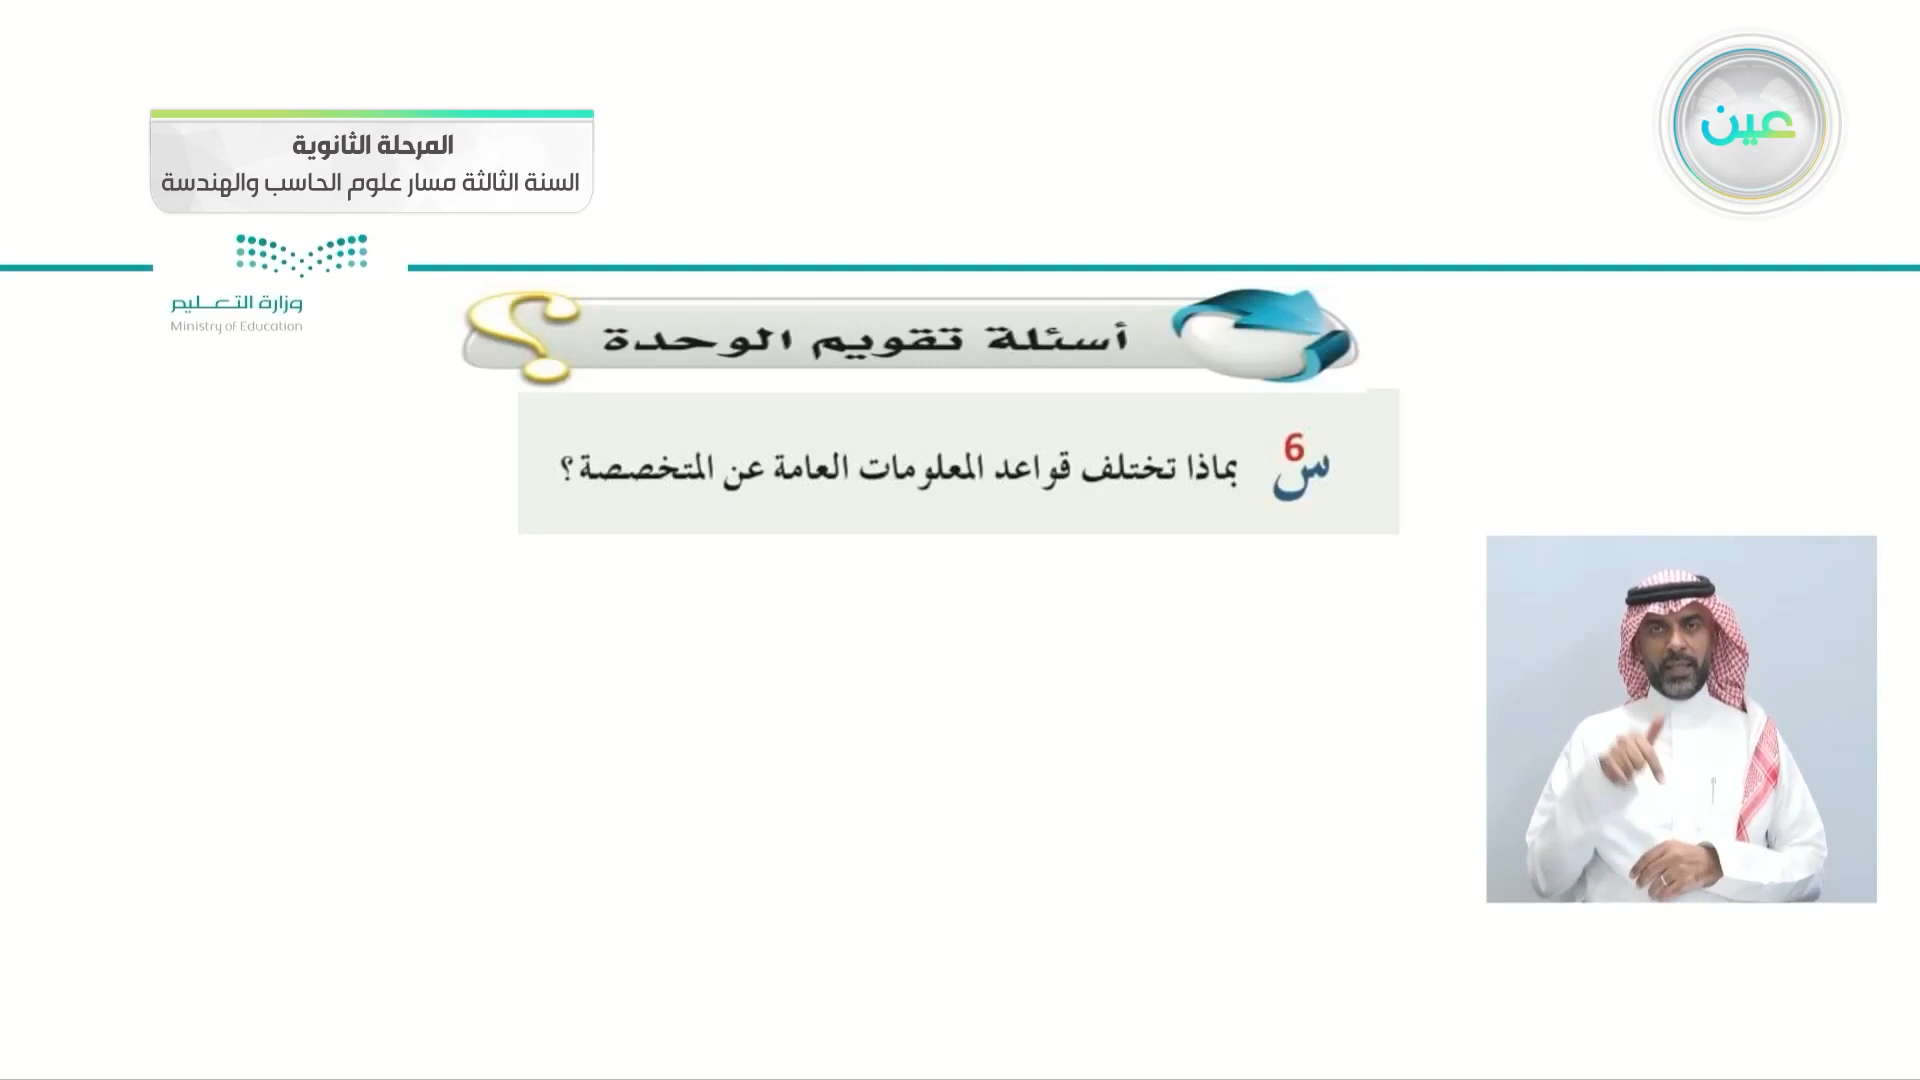 عين
المرحلة الثانوية
السنة الثالثة مسار علوم الحاسب والهندسة
وزارة التعليم
Ministry of Education
أسئلة تقويم الوحدة
س6 بماذا تختلف قواعد المعلومات العامة عن المتخصصة؟